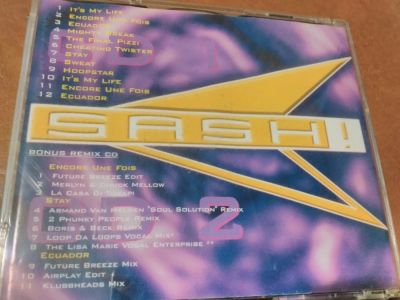 1 It's My Life
2 Encore Une Fois
3 Ecuador
4 Mighty Break
5 The Final Pizzi
6 Cheating Twister
7 Stay
8 Sweat
9 Hoopstar
10 It's My Life
11 Encore Une Fois
12 Ecuador
SASH!
BONUS REMIX CD
Encore Une Fois
1 Future Breeze Edit
2 Merlyn & Chuck Mellow
3 La Casa Di
Stay
4 Armand Van Helden 'Soul Solution' Remix
5 2 Phunky People Remix
6 Boris & Beck Remix
7 Loop Da Loops Vocal Mix*
8 The Lisa Marie Vocal Enterprise **
Ecuador
9 Future Breeze Mix
10 Airplay Edit
11 Klubbheads Mix
2